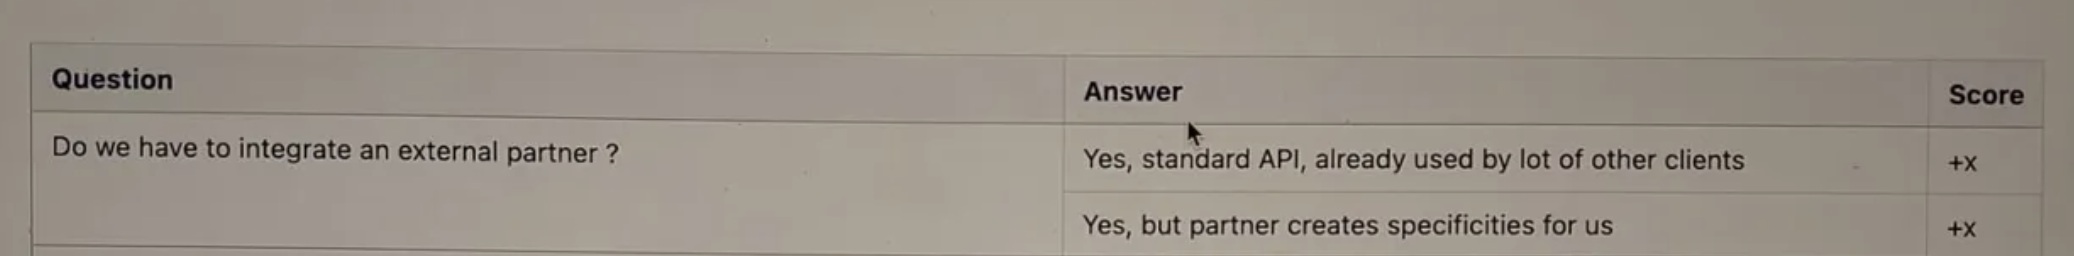 Question Answer Score
Do we have to integrate an external partner ? Yes, standard API, already used by lot of other clients +x
Yes, but partner creates specificities for us +x